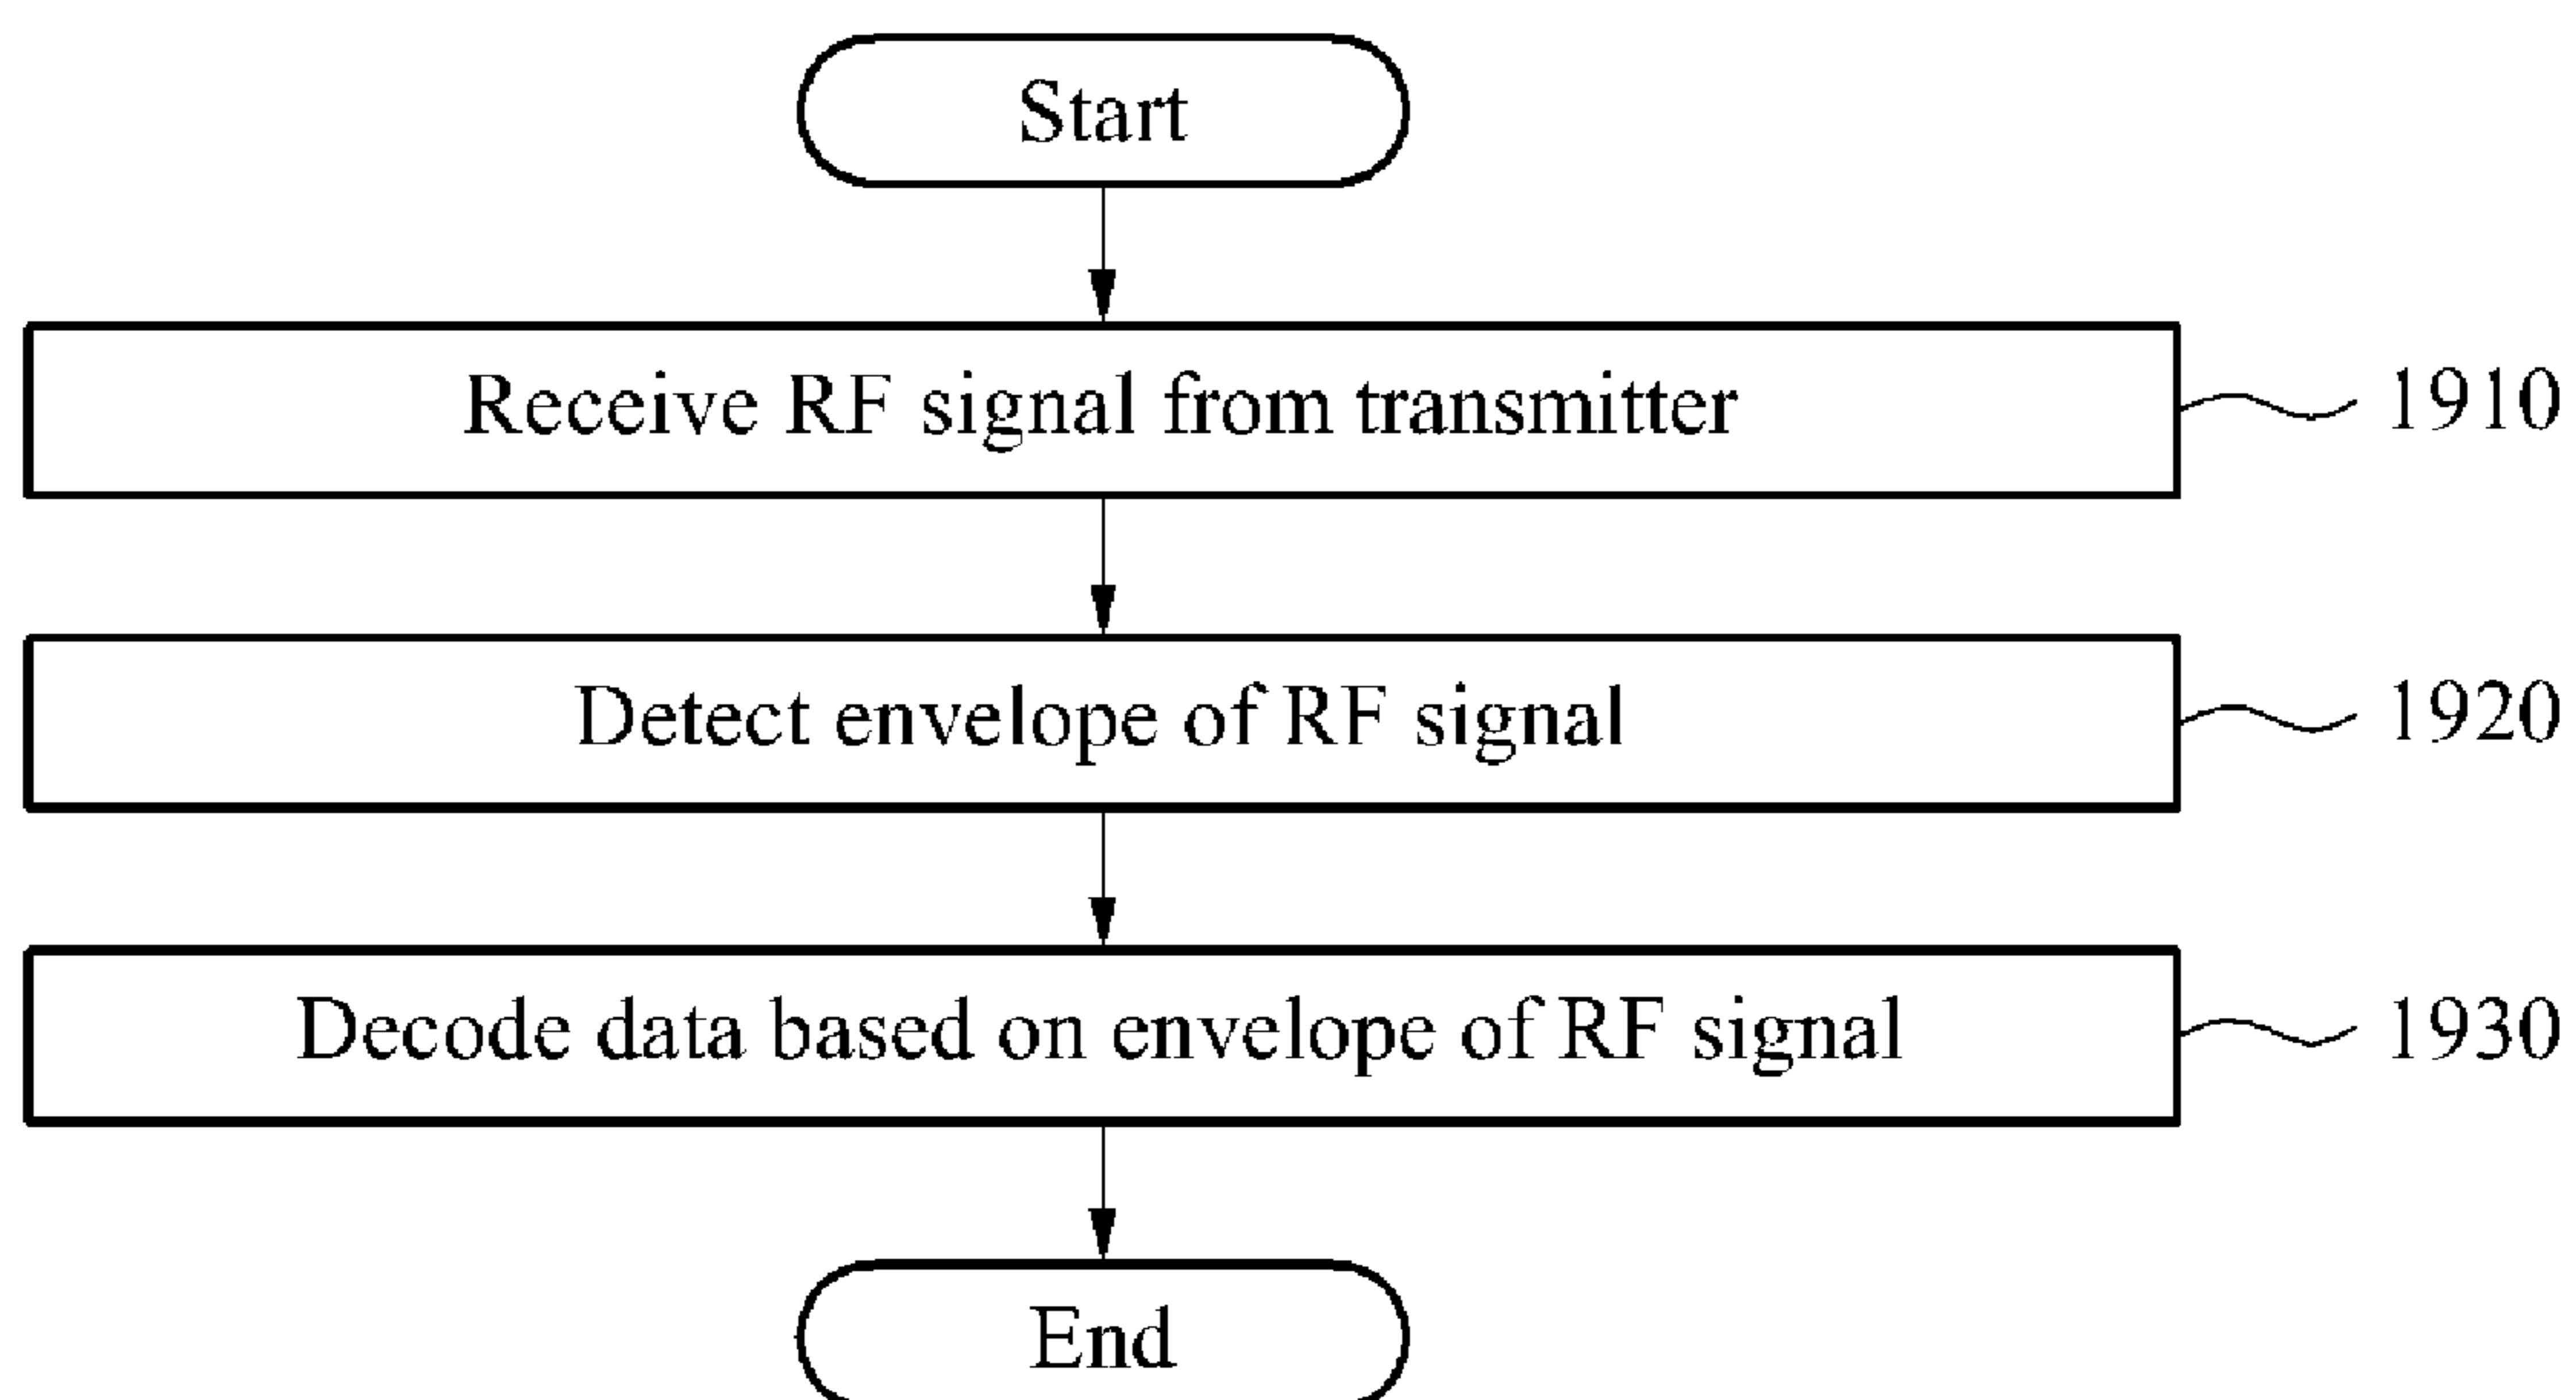 Start
Receive RF signal from transmitter
1910
Detect envelope of RF signal
1920
Decode data based on envelope of RF signal
1930
End